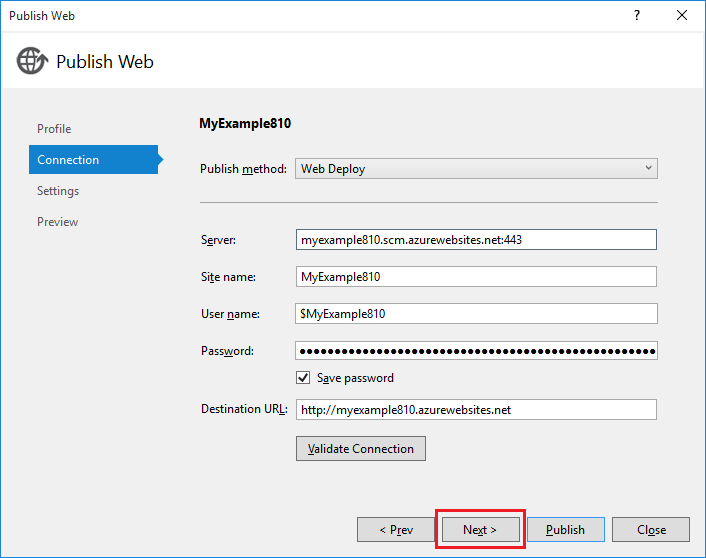 Publish Web
?
Publish Web
Profile
Connection
Settings
Preview
MyExample810
Publish method: Web Deploy
Server: myexample810.scm.azurewebsites.net:443
Site name: MyExample810
User name: $MyExample810
Password: ●●●●●●●●●●●●●●●●●●●●●●●●●●●●●●●●●●●●●●●●●●●●●●●●●●●
Save password
Destination URL: http://myexample810.azurewebsites.net
Validate Connection
< Prev Next > Publish Close